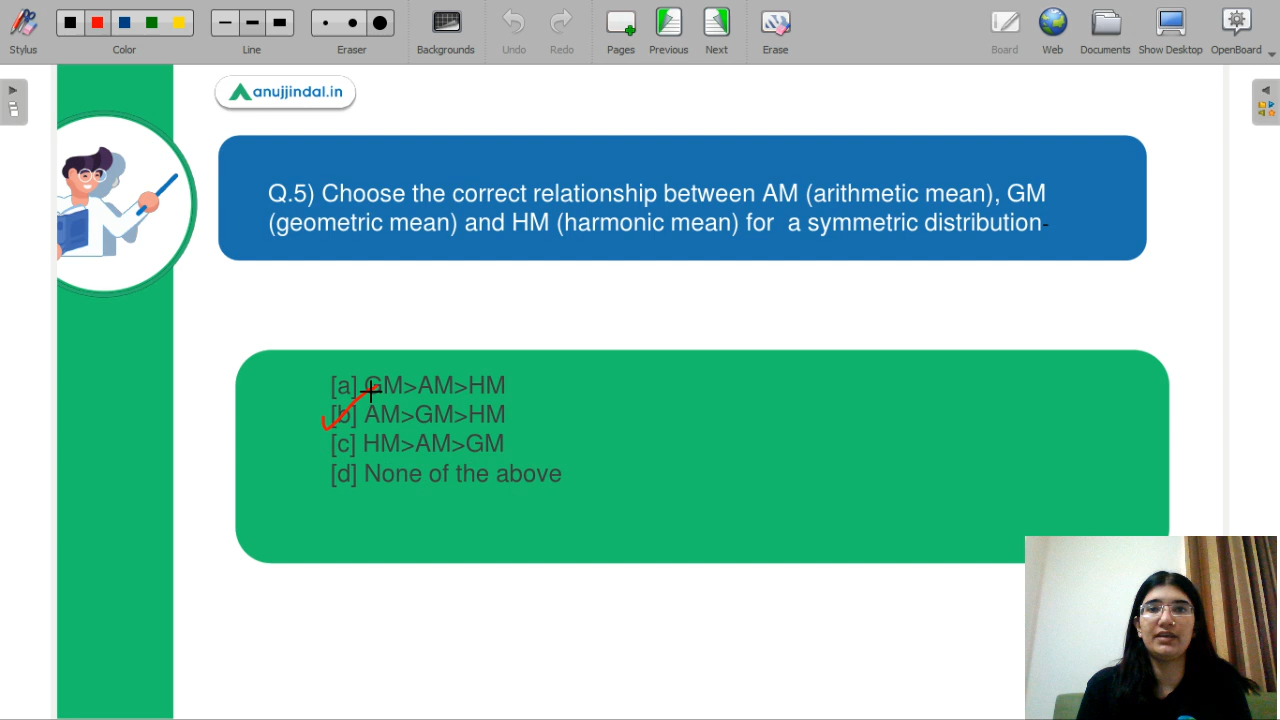 Stylus
Color
Line
Eraser
Backgrounds
Undo
Redo
Pages
Previous
Next
Erase
Board
Web
Documents
Show Desktop
OpenBoard
anujjindal.in
Q.5) Choose the correct relationship between AM (arithmetic mean), GM
(geometric mean) and HM (harmonic mean) for a symmetric distribution-
[a] GM>AM>HM
[b] AM>GM>HM
[c] HM>AM>GM
[d] None of the above